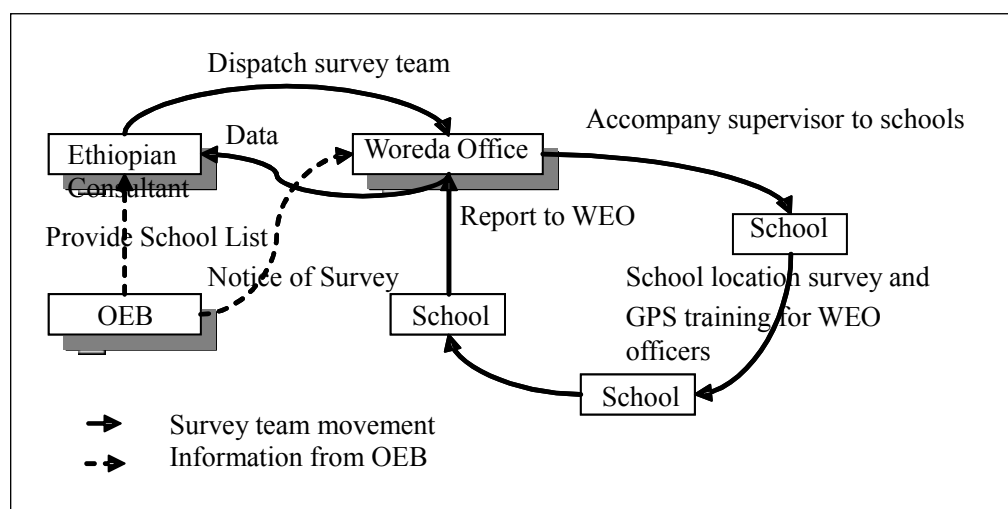 Dispatch survey team
Accompany supervisor to schools
Data
Ethiopian
Consultant
Woreda Office
Report to WEO
School
Provide School List
Notice of Survey
School location survey and
GPS training for WEO
officers
OEB
School
School
Survey team movement
Information from OEB